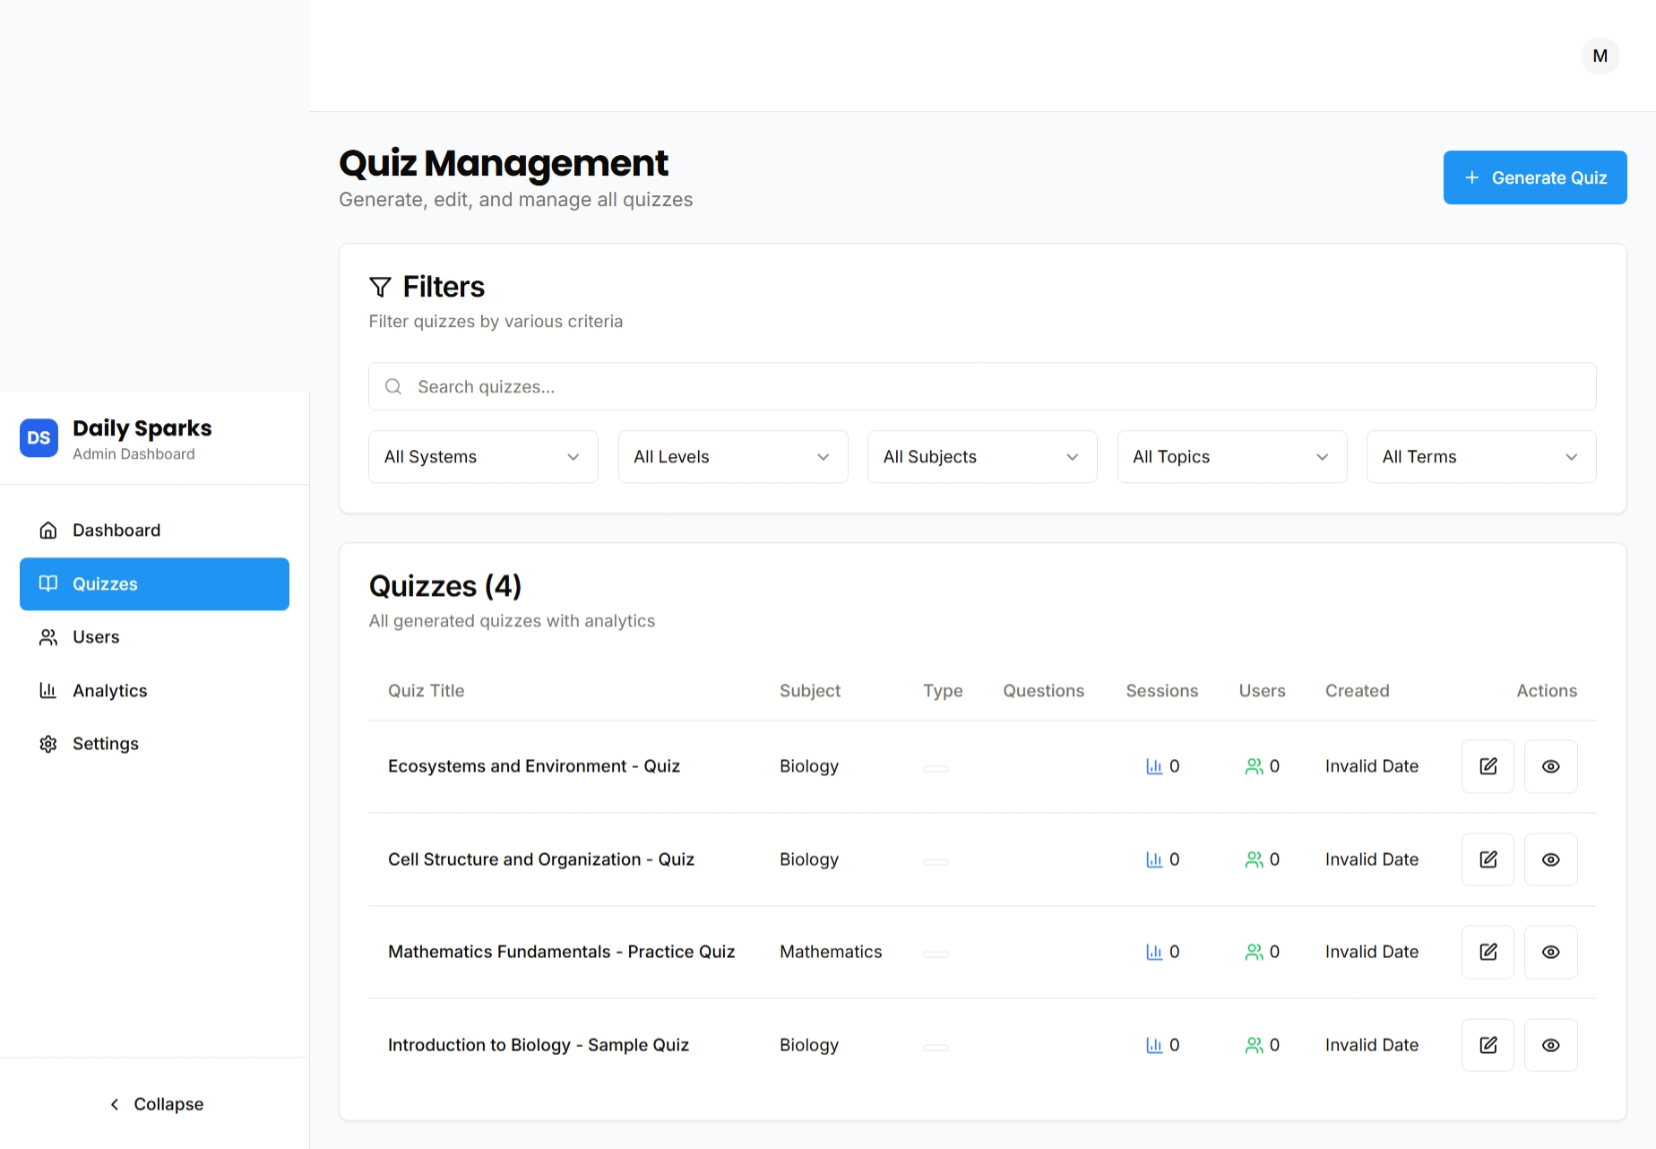 M
Quiz Management
Generate, edit, and manage all quizzes
+ Generate Quiz
Filters
Filter quizzes by various criteria
Search quizzes...
All Systems
All Levels
All Subjects
All Topics
All Terms
DS
Daily Sparks
Admin Dashboard
Dashboard
Quizzes
Users
Analytics
Settings
Collapse
Quizzes (4)
All generated quizzes with analytics
Quiz Title Subject Type Questions Sessions Users Created Actions
Ecosystems and Environment - Quiz Biology 0 0 Invalid Date
Cell Structure and Organization - Quiz Biology 0 0 Invalid Date
Mathematics Fundamentals - Practice Quiz Mathematics 0 0 Invalid Date
Introduction to Biology - Sample Quiz Biology 0 0 Invalid Date